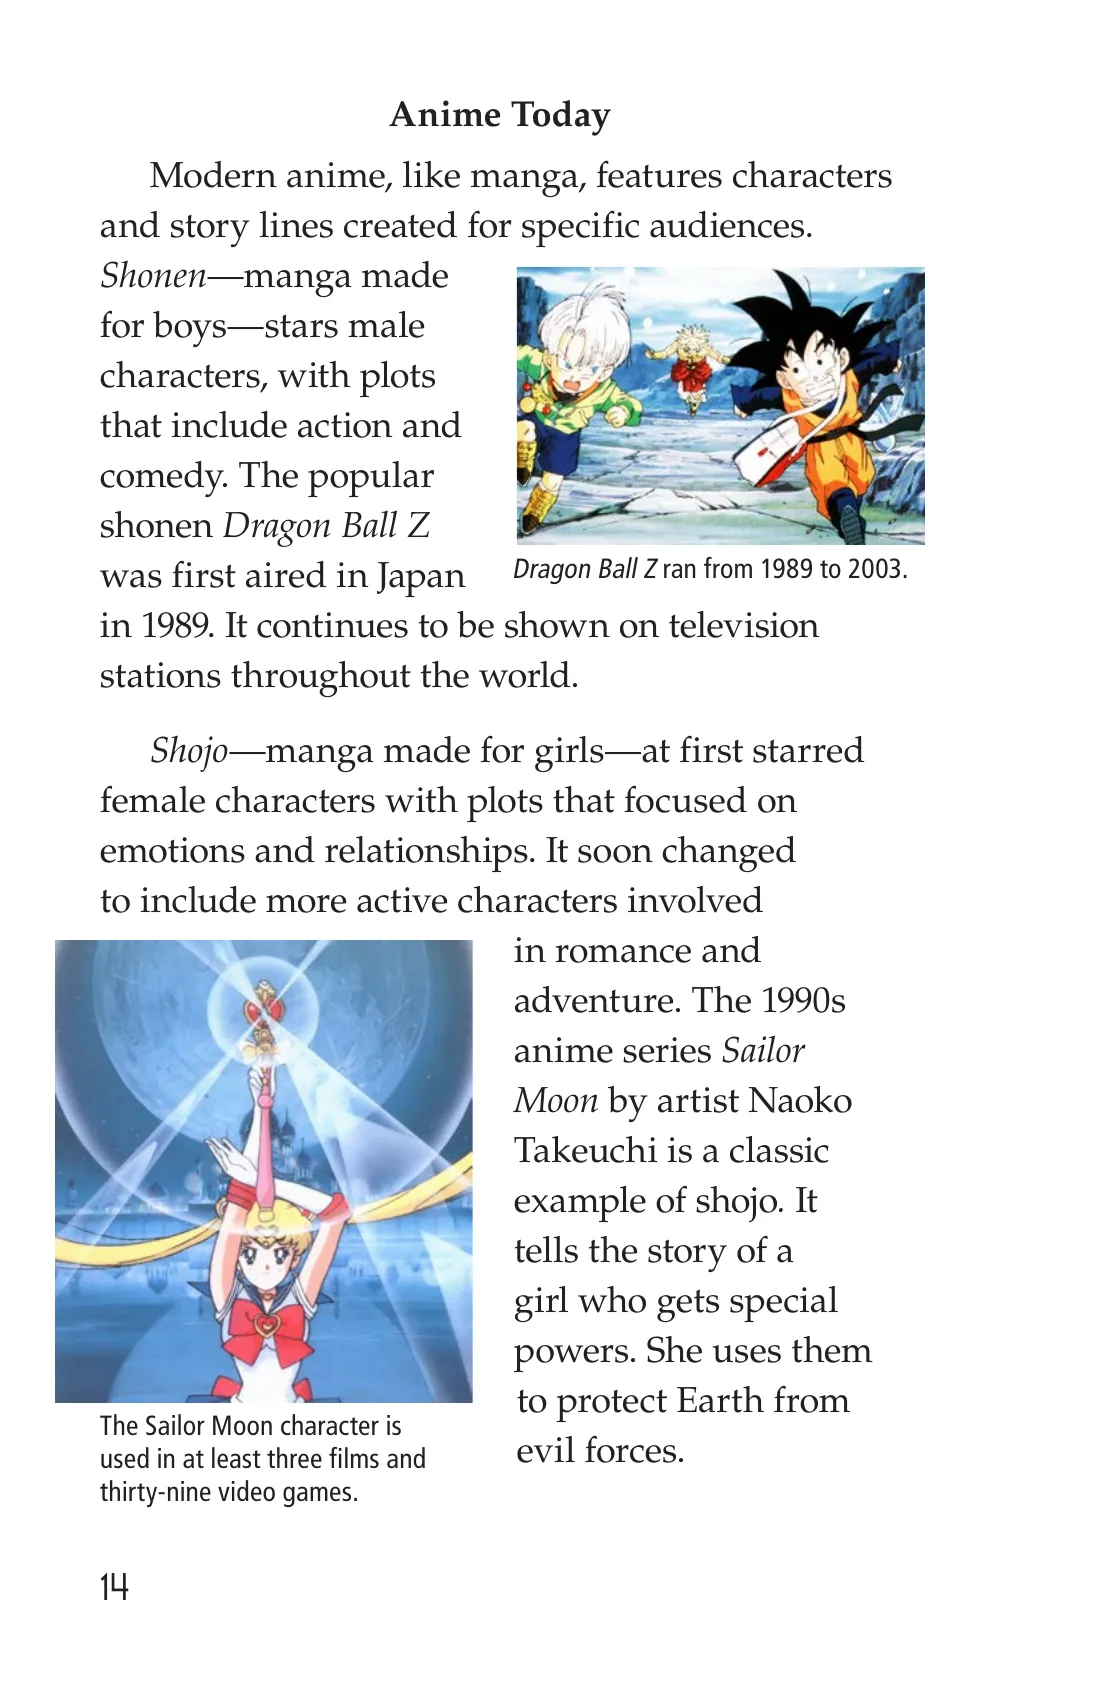 Anime Today
Modern anime, like manga, features characters
and story lines created for specific audiences.
Shonen—manga made
for boys—stars male
characters, with plots
that include action and
comedy. The popular
shonen Dragon Ball Z
was first aired in Japan
in 1989. It continues to be shown on television
stations throughout the world.
Dragon Ball Z ran from 1989 to 2003.
Shojo—manga made for girls—at first starred
female characters with plots that focused on
emotions and relationships. It soon changed
to include more active characters involved
in romance and
adventure. The 1990s
anime series Sailor
Moon by artist Naoko
Takeuchi is a classic
example of shojo. It
tells the story of a
girl who gets special
powers. She uses them
to protect Earth from
evil forces.
The Sailor Moon character is
used in at least three films and
thirty-nine video games.
14